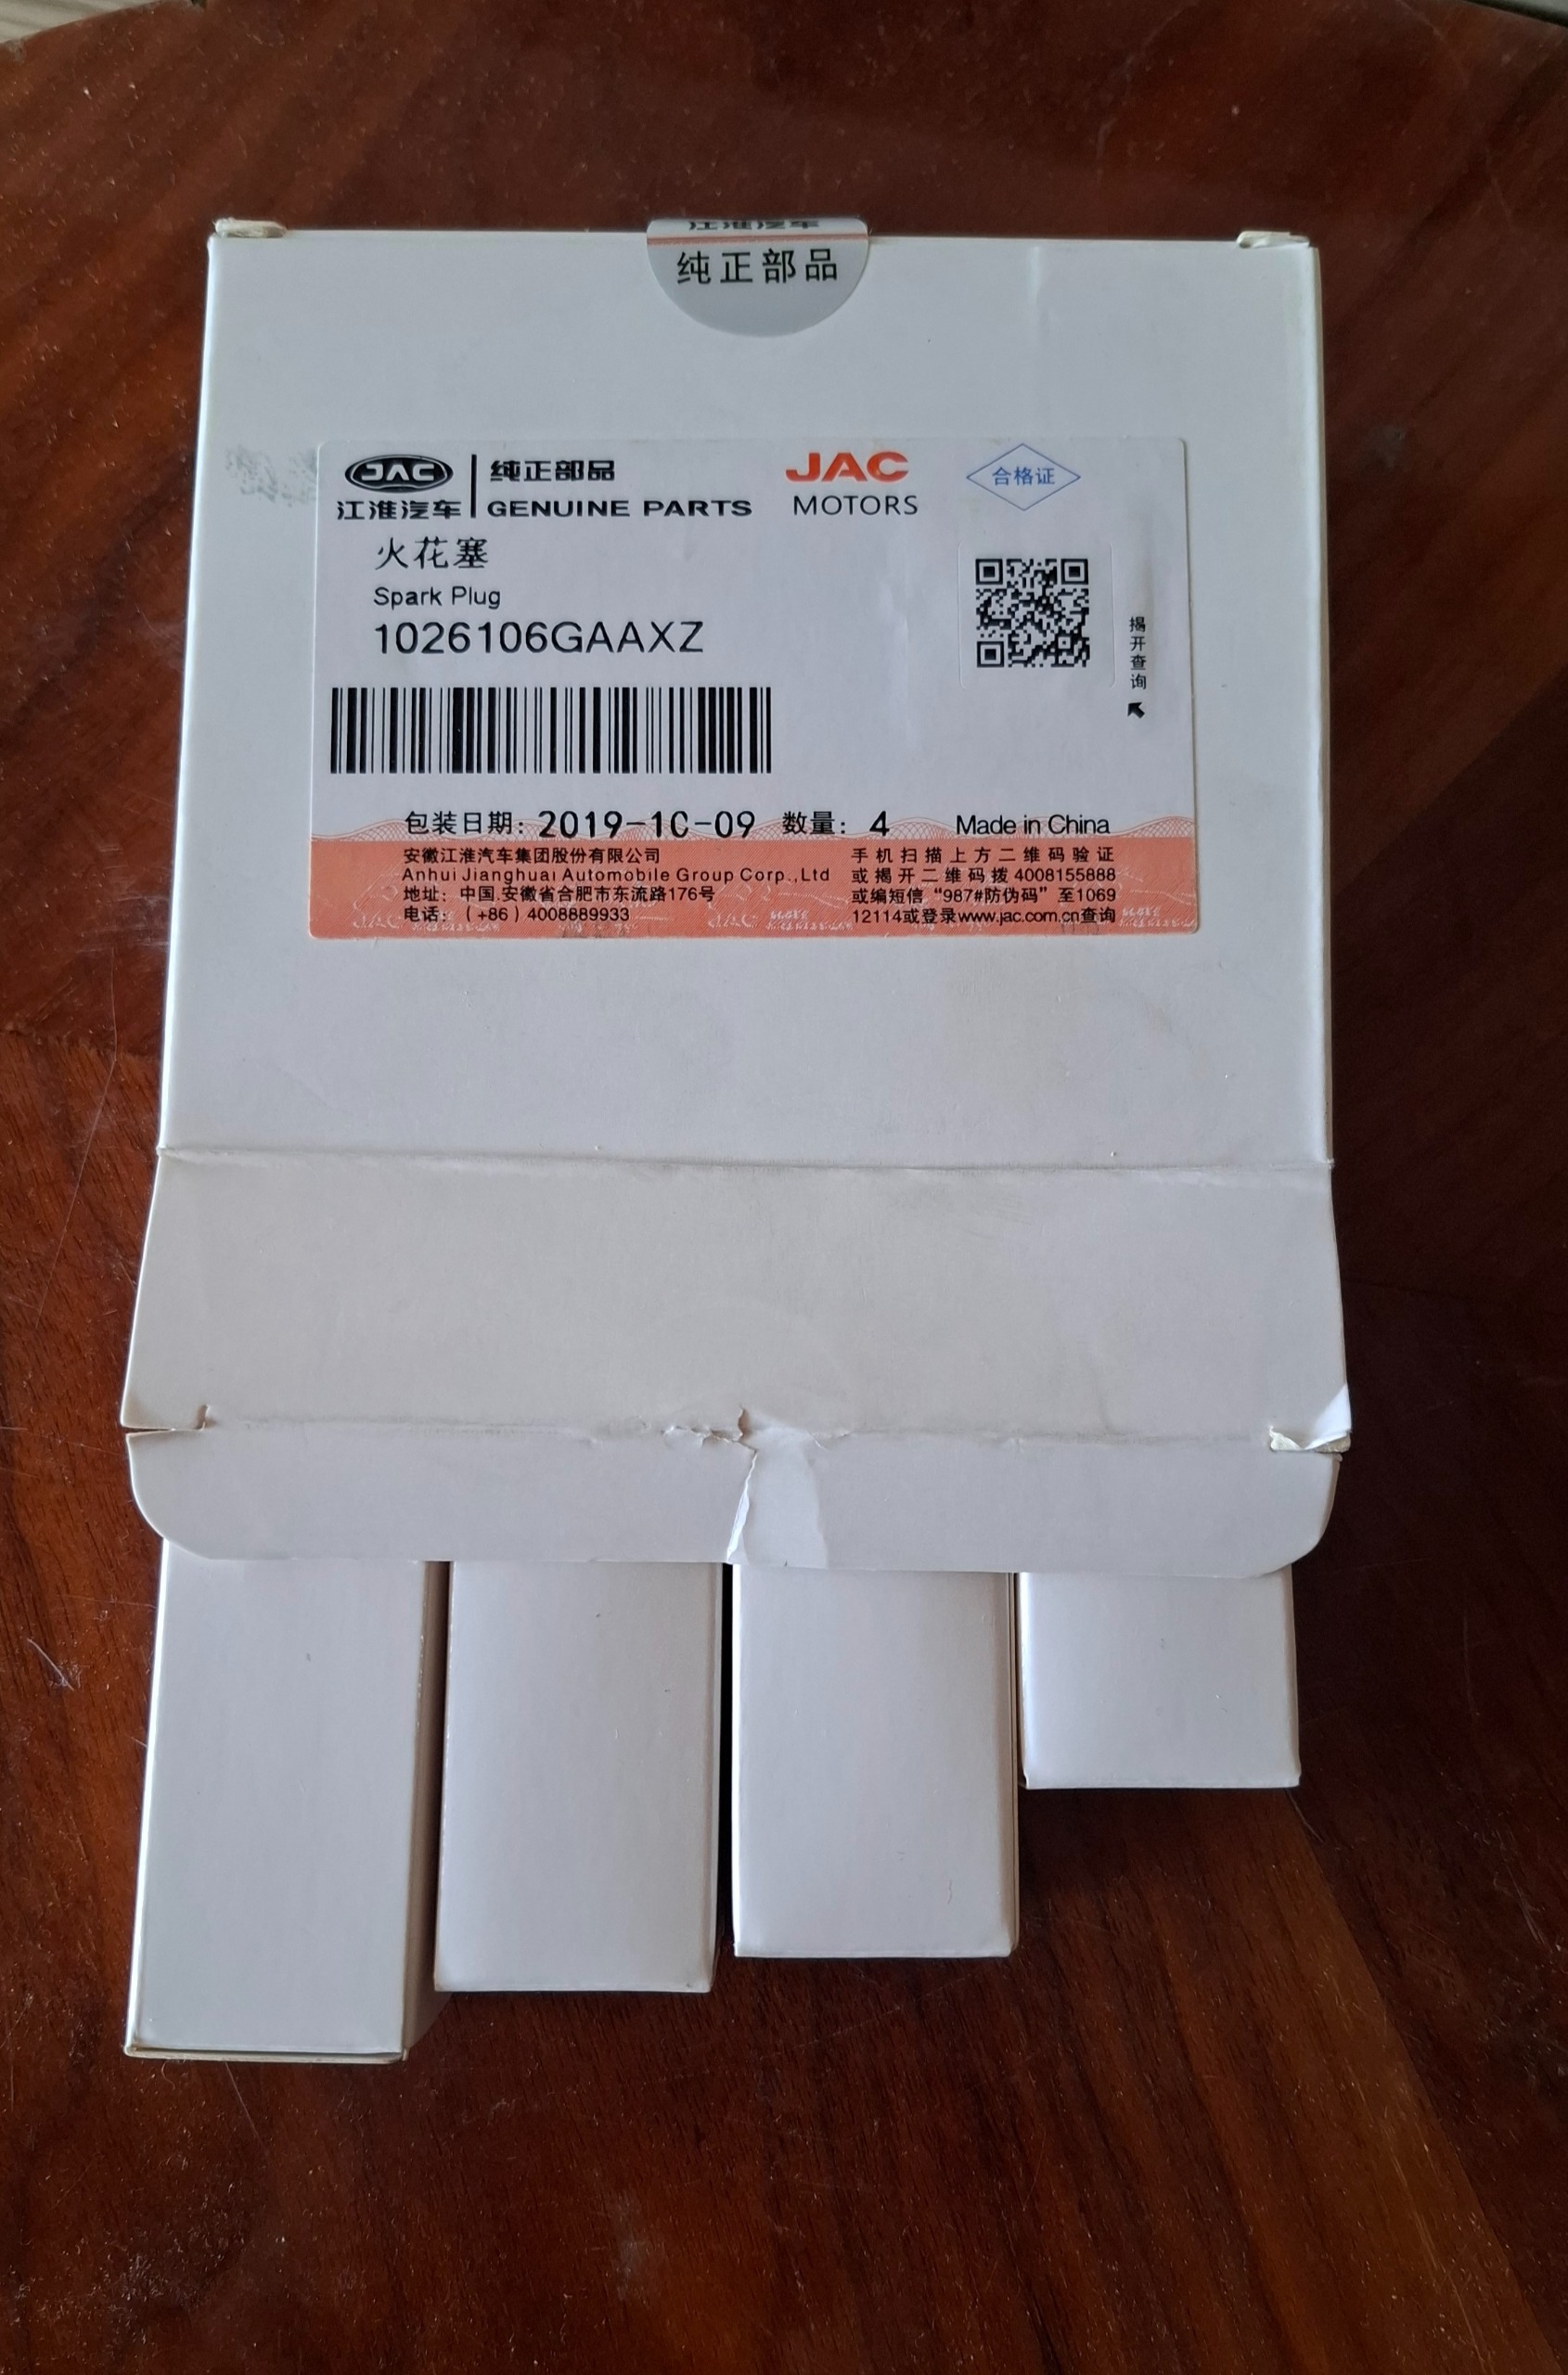 江淮汽车
纯正部品
JAC
江淮汽车
纯正部品
GENUINE PARTS
JAC
MOTORS
合格证
火花塞
Spark Plug
1026106GAAXZ
揭开查询
包装日期: 2019-10-09 数量: 4 Made in China
安徽江淮汽车集团股份有限公司
Anhui Jianghuai Automobile Group Corp.,Ltd
地址: 中国.安徽省合肥市东流路176号
电话: (+86) 4008889933
手机扫描上方二维码验证
或揭开二维码拨4008155888
或编短信“987#防伪码”至1069
12114或登录www.jac.com.cn查询